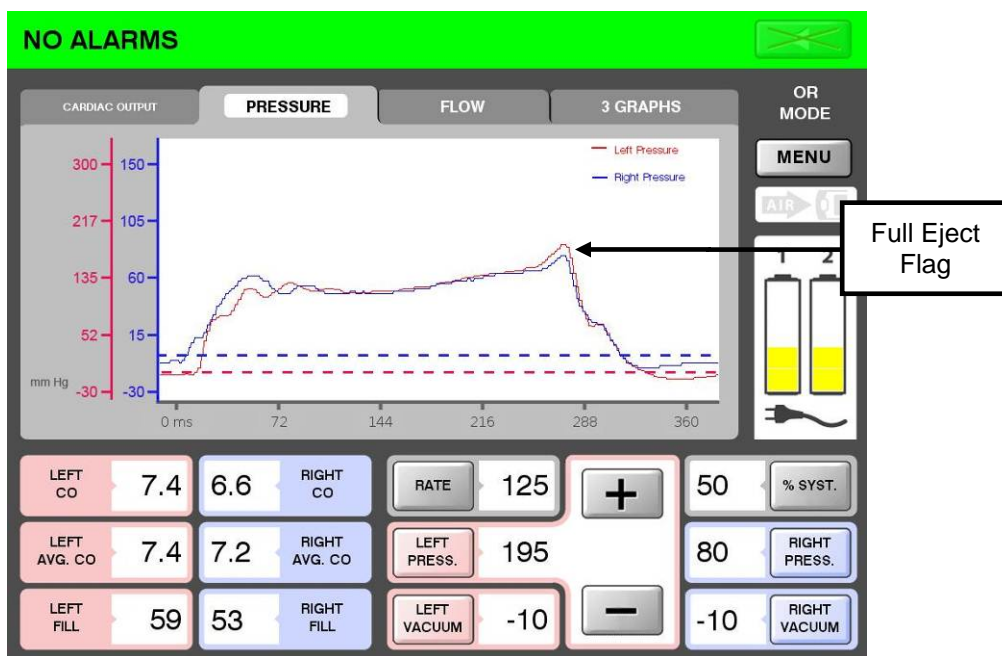 NO ALARMS
CARDIAC OUTPUT
PRESSURE
FLOW
3 GRAPHS
OR
MODE
MENU
AIR
Left Pressure
Right Pressure
300
150
217
105
135
60
52
15
mm Hg
-30
-30
0 ms
72
144
216
288
360
Full Eject
Flag
1
2
LEFT
CO
7.4
6.6
RIGHT
CO
RATE
125
+
50
% SYST.
LEFT
AVG. CO
7.4
7.2
RIGHT
AVG. CO
LEFT
PRESS.
195
80
RIGHT
PRESS.
LEFT
FILL
59
53
RIGHT
FILL
LEFT
VACUUM
-10
−
-10
RIGHT
VACUUM